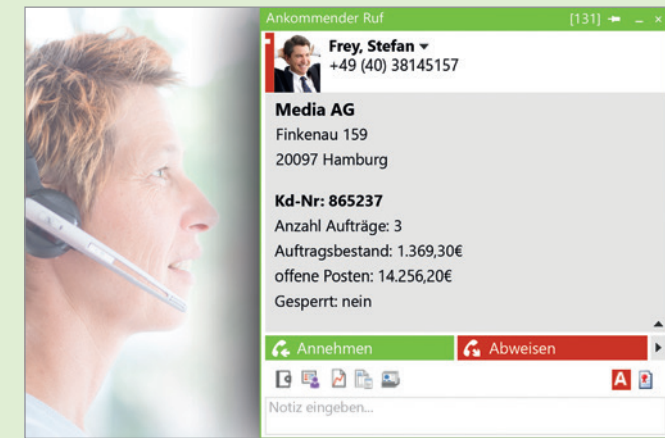 Ankommender Ruf [131]
Frey, Stefan
+49 (40) 38145157
Media AG
Finkenau 159
20097 Hamburg
Kd-Nr: 865237
Anzahl Aufträge: 3
Auftragsbestand: 1.369,30€
offene Posten: 14.256,20€
Gesperrt: nein
Annehmen Abweisen
A
Notiz eingeben...